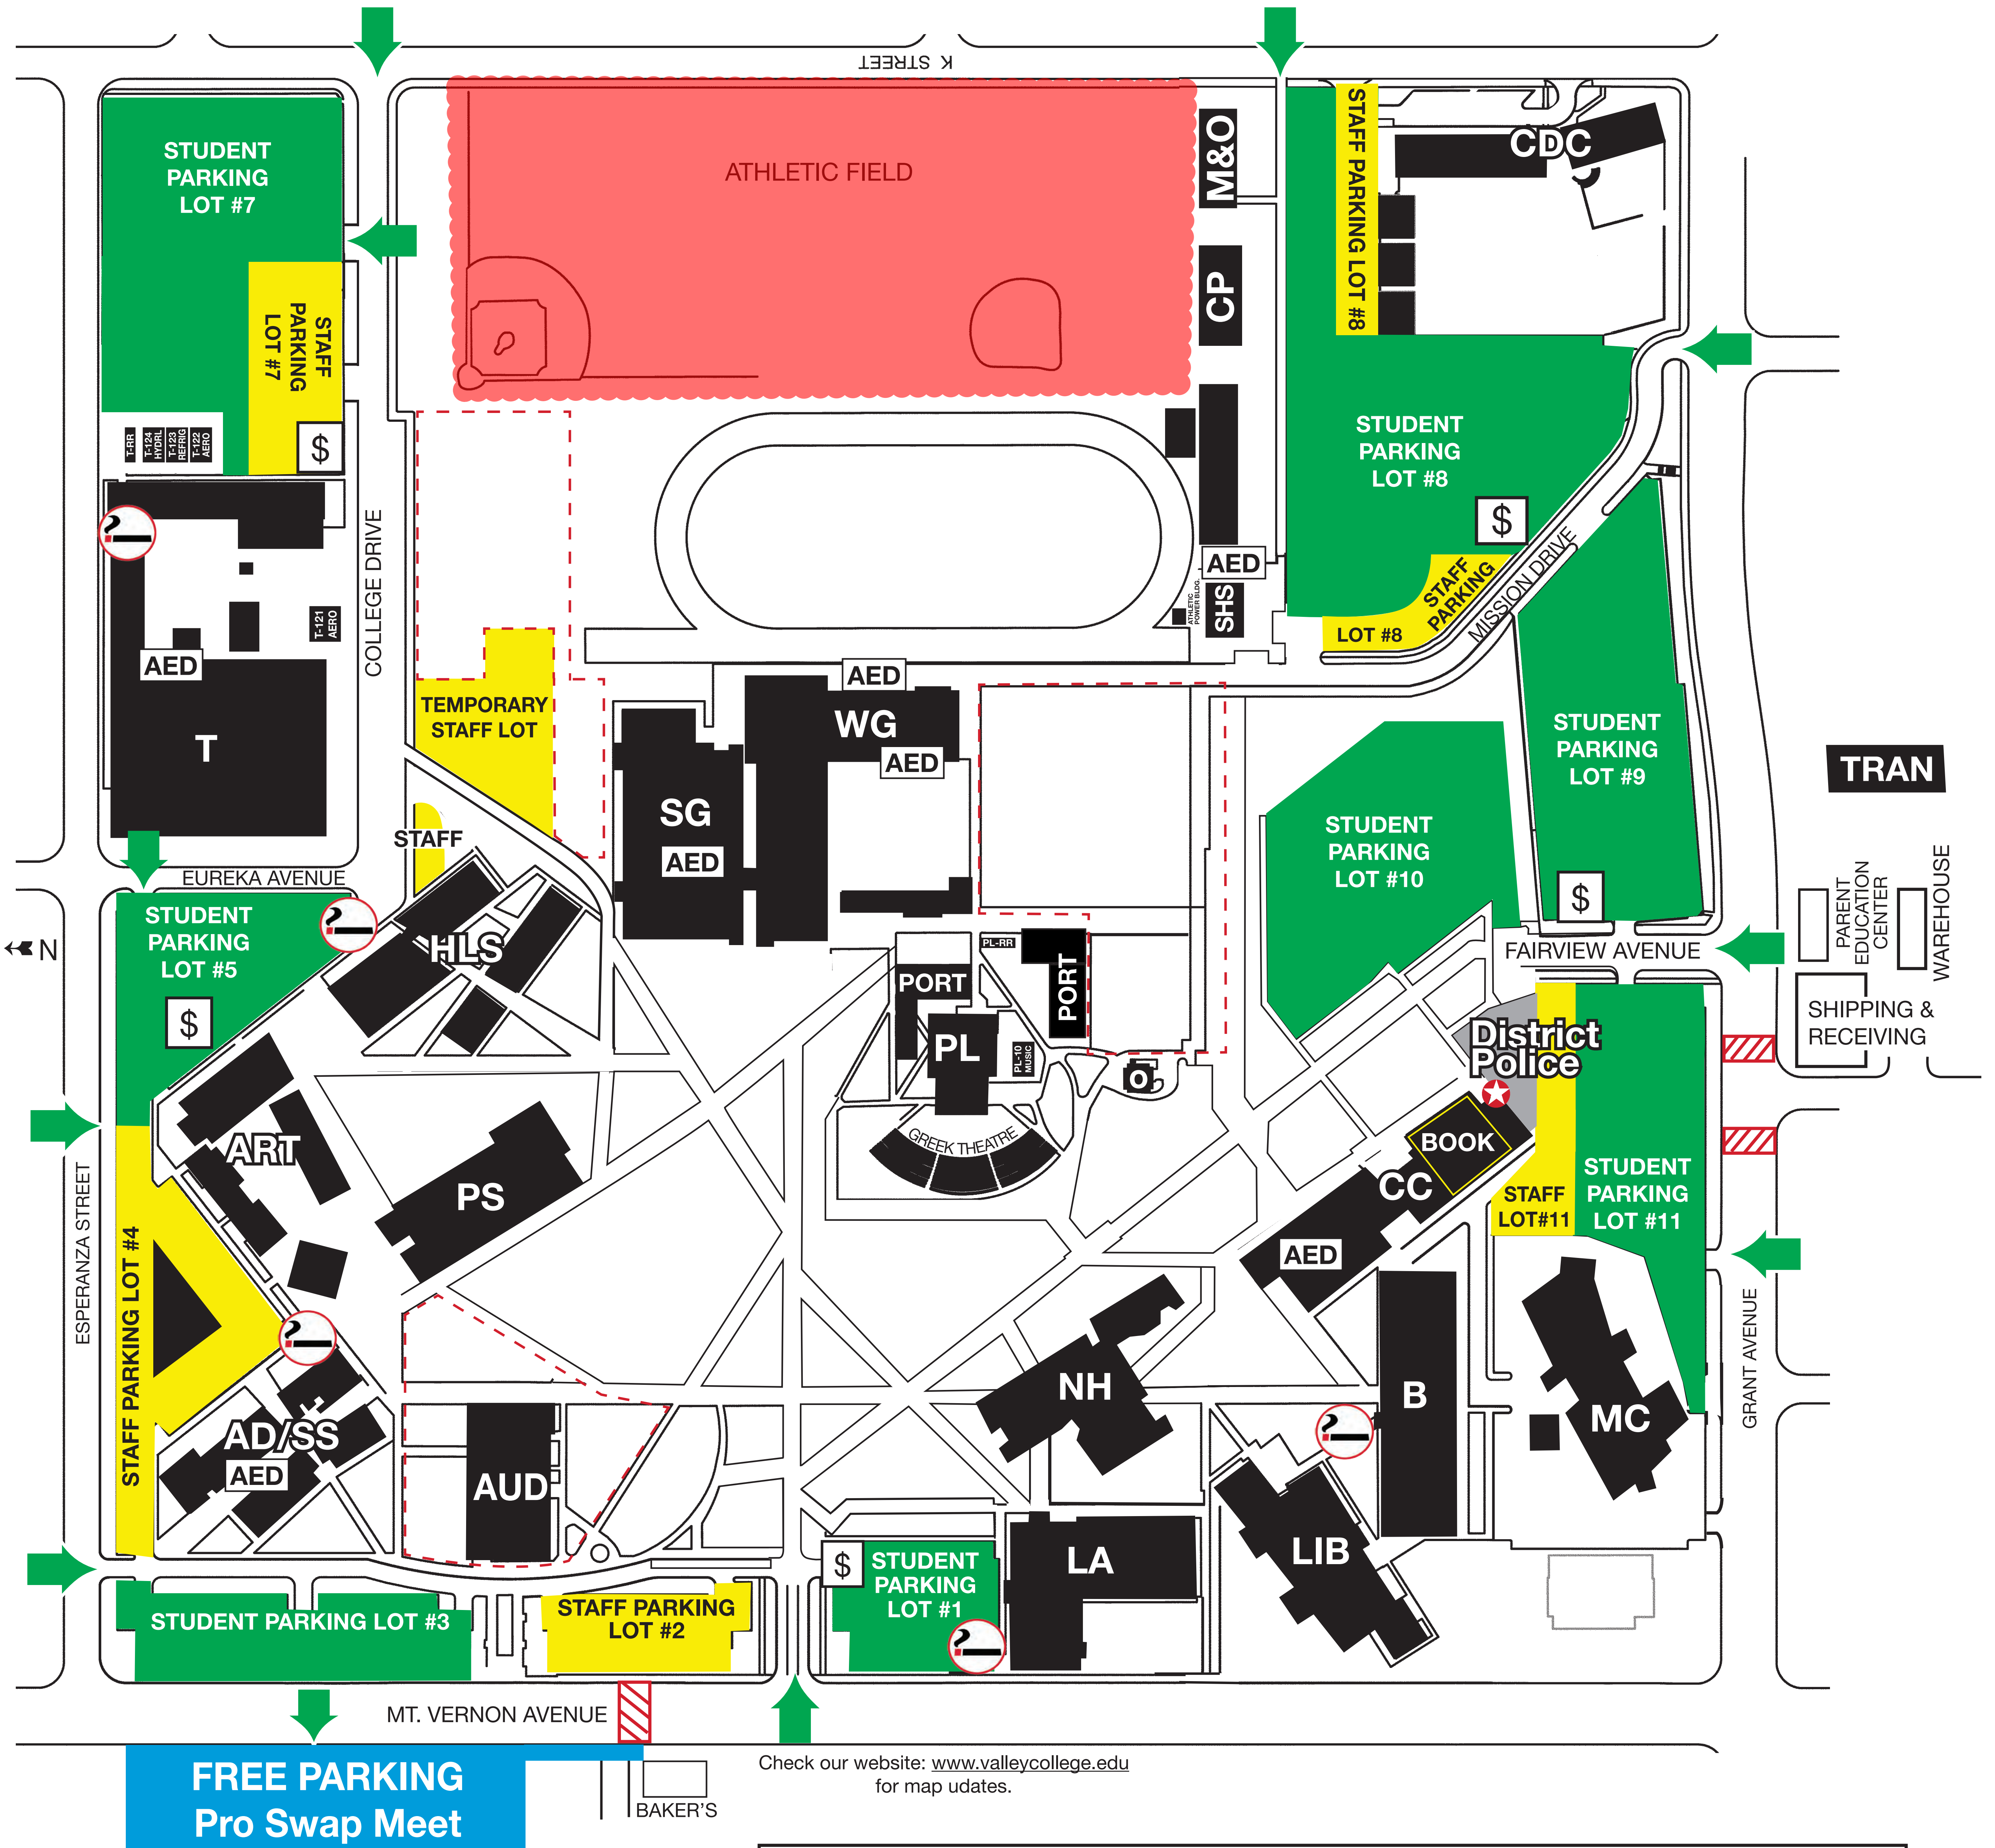 K STREET
STUDENT
PARKING
LOT #7
ATHLETIC FIELD
M&O
STAFF PARKING LOT #8
CDC
STAFF
PARKING
LOT #7
CP
$
T-RR
T-124
HYDRL
T-123
REFRIG
T-122
AERO
STUDENT
PARKING
LOT #8
$
COLLEGE DRIVE
AED
ATHLETIC
POWER BLDG.
SHS
STAFF
PARKING
LOT #8
MISSION DRIVE
T-121
AERO
AED
T
TEMPORARY
STAFF LOT
AED
WG
AED
SG
AED
STUDENT
PARKING
LOT #9
TRAN
STUDENT
PARKING
LOT #10
STAFF
EUREKA AVENUE
STUDENT
PARKING
LOT #5
$
N
HLS
PL-RR
PORT
PORT
PL
PL-10
MUSIC
O
GREEK THEATRE
$
FAIRVIEW AVENUE
PARENT
EDUCATION
CENTER
WAREHOUSE
SHIPPING &
RECEIVING
District
Police
BOOK
CC
AED
STAFF
LOT#11
STUDENT
PARKING
LOT #11
ESPERANZA STREET
ART
PS
STAFF PARKING LOT #4
AD/SS
AED
AUD
NH
B
MC
GRANT AVENUE
LIB
LA
$
STUDENT
PARKING
LOT #1
STUDENT PARKING LOT #3
STAFF PARKING
LOT #2
MT. VERNON AVENUE
FREE PARKING
Pro Swap Meet
BAKER'S
Check our website: www.valleycollege.edu
for map udates.